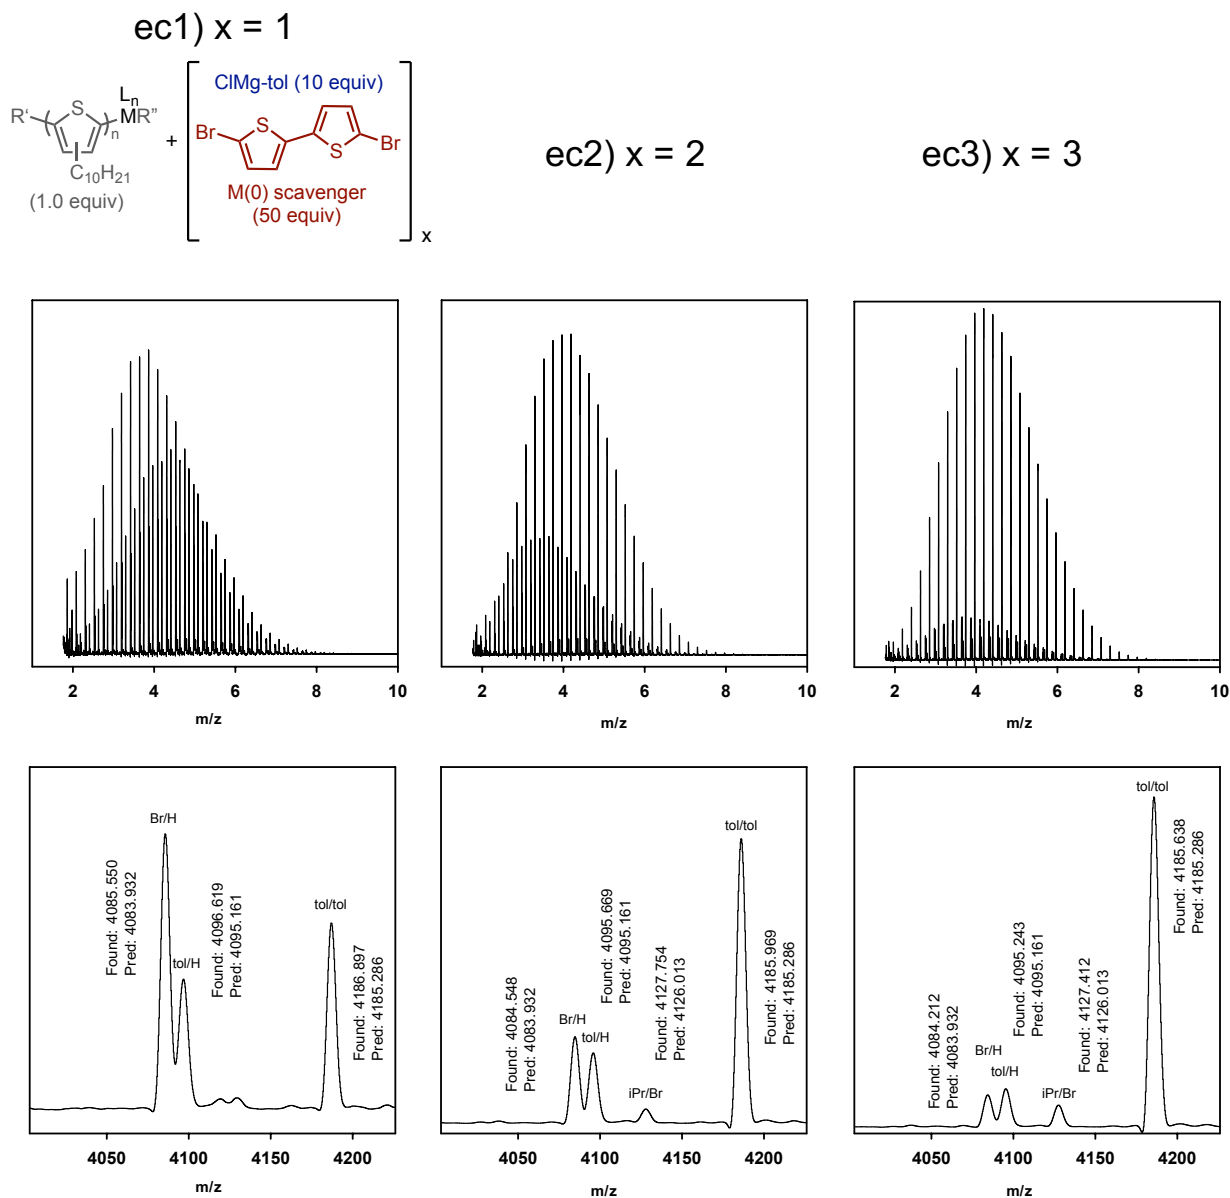 ec1) x = 1
ec2) x = 2
ec3) x = 3
R'
S
n
Ln
MR"
C10H21
(1.0 equiv)
+
ClMg-tol (10 equiv)
Br
S
S
Br
M(0) scavenger
(50 equiv)
x
2 4 6 8 10
m/z
2 4 6 8 10
m/z
2 4 6 8 10
m/z
Br/H
Found: 4085.550
Pred: 4083.932
tol/H
Found: 4096.619
Pred: 4095.161
tol/tol
Found: 4186.897
Pred: 4185.286
4050 4100 4150 4200
m/z
Found: 4084.548
Pred: 4083.932
Br/H
tol/H
Found: 4095.669
Pred: 4095.161
Found: 4127.754
Pred: 4126.013
iPr/Br
tol/tol
Found: 4185.969
Pred: 4185.286
4050 4100 4150 4200
m/z
Found: 4084.212
Pred: 4083.932
Br/H
tol/H
Found: 4095.243
Pred: 4095.161
Found: 4127.412
Pred: 4126.013
iPr/Br
tol/tol
Found: 4185.638
Pred: 4185.286
4050 4100 4150 4200
m/z